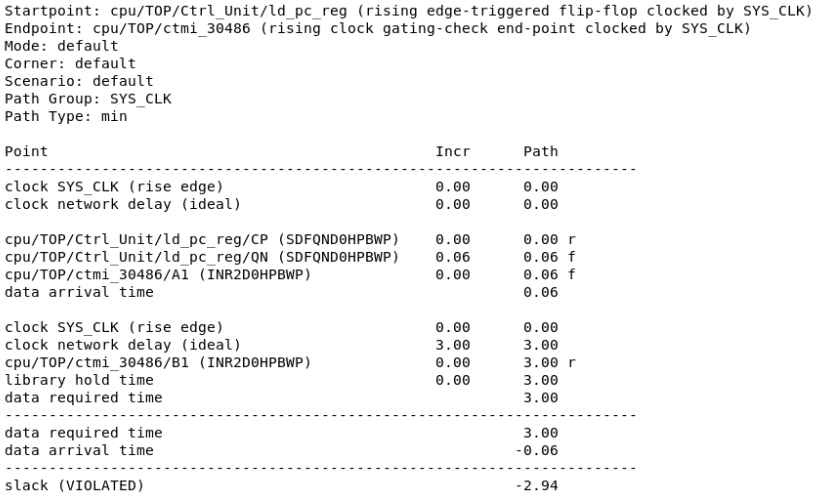 Startpoint: cpu/TOP/Ctrl_Unit/ld_pc_reg (rising edge-triggered flip-flop clocked by SYS_CLK)
Endpoint: cpu/TOP/ctmi_30486 (rising clock gating-check end-point clocked by SYS_CLK)
Mode: default
Corner: default
Scenario: default
Path Group: SYS_CLK
Path Type: min

Point                                            Incr      Path
------------------------------------------------------------------------
clock SYS_CLK (rise edge)                        0.00      0.00
clock network delay (ideal)                      0.00      0.00

cpu/TOP/Ctrl_Unit/ld_pc_reg/CP (SDFQND0HPBWP)    0.00      0.00 r
cpu/TOP/Ctrl_Unit/ld_pc_reg/QN (SDFQND0HPBWP)    0.06      0.06 f
cpu/TOP/ctmi_30486/A1 (INR2D0HPBWP)              0.00      0.06 f
data arrival time                                          0.06

clock SYS_CLK (rise edge)                        0.00      0.00
clock network delay (ideal)                      3.00      3.00
cpu/TOP/ctmi_30486/B1 (INR2D0HPBWP)              0.00      3.00 r
library hold time                                0.00      3.00
data required time                                         3.00
------------------------------------------------------------------------
data required time                                         3.00
data arrival time                                         -0.06
------------------------------------------------------------------------
slack (VIOLATED)                                          -2.94